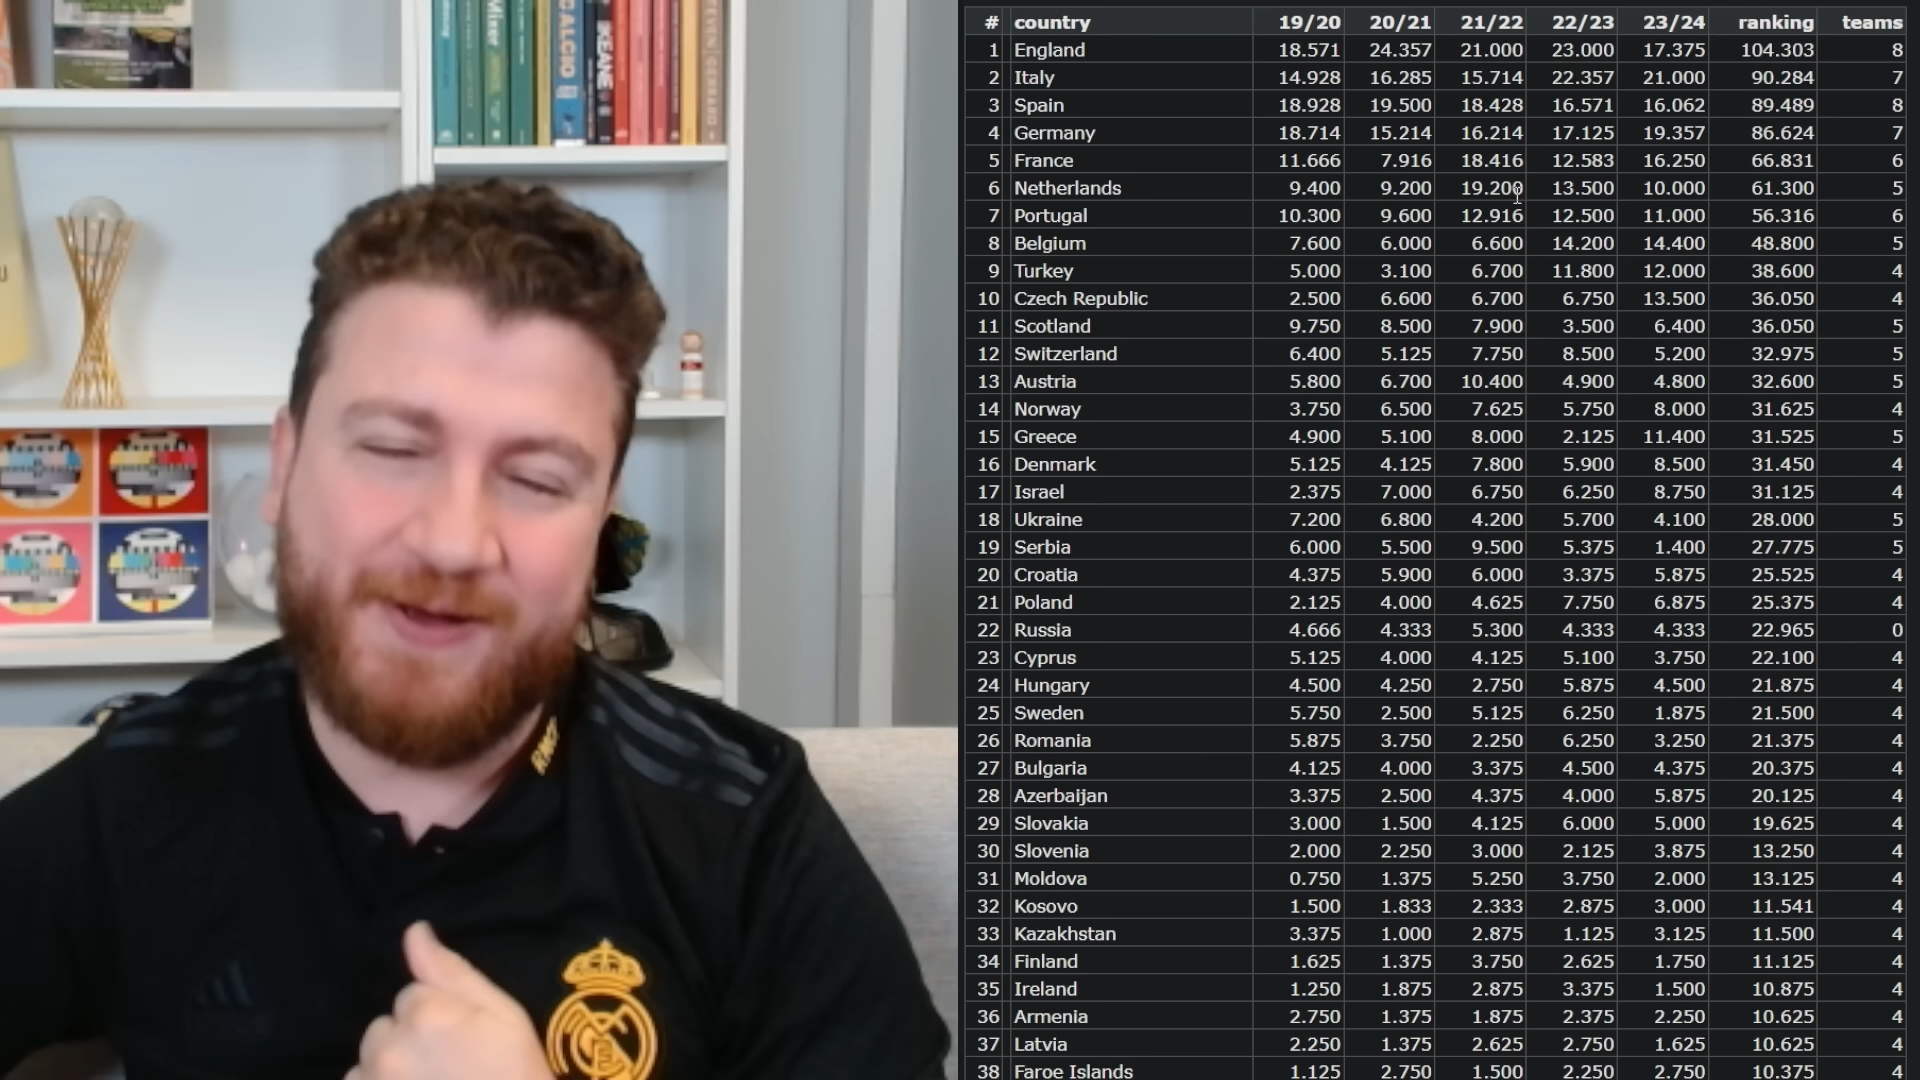 Mixer
CALCIO
KEANE
STEVEN GERRARD
RMCF
# country 19/20 20/21 21/22 22/23 23/24 ranking teams
1 England 18.571 24.357 21.000 23.000 17.375 104.303 8
2 Italy 14.928 16.285 15.714 22.357 21.000 90.284 7
3 Spain 18.928 19.500 18.428 16.571 16.062 89.489 8
4 Germany 18.714 15.214 16.214 17.125 19.357 86.624 7
5 France 11.666 7.916 18.416 12.583 16.250 66.831 6
6 Netherlands 9.400 9.200 19.200 13.500 10.000 61.300 5
7 Portugal 10.300 9.600 12.916 12.500 11.000 56.316 6
8 Belgium 7.600 6.000 6.600 14.200 14.400 48.800 5
9 Turkey 5.000 3.100 6.700 11.800 12.000 38.600 4
10 Czech Republic 2.500 6.600 6.700 6.750 13.500 36.050 4
11 Scotland 9.750 8.500 7.900 3.500 6.400 36.050 5
12 Switzerland 6.400 5.125 7.750 8.500 5.200 32.975 5
13 Austria 5.800 6.700 10.400 4.900 4.800 32.600 5
14 Norway 3.750 6.500 7.625 5.750 8.000 31.625 4
15 Greece 4.900 5.100 8.000 2.125 11.400 31.525 5
16 Denmark 5.125 4.125 7.800 5.900 8.500 31.450 4
17 Israel 2.375 7.000 6.750 6.250 8.750 31.125 4
18 Ukraine 7.200 6.800 4.200 5.700 4.100 28.000 5
19 Serbia 6.000 5.500 9.500 5.375 1.400 27.775 5
20 Croatia 4.375 5.900 6.000 3.375 5.875 25.525 4
21 Poland 2.125 4.000 4.625 7.750 6.875 25.375 4
22 Russia 4.666 4.333 5.300 4.333 4.333 22.965 0
23 Cyprus 5.125 4.000 4.125 5.100 3.750 22.100 4
24 Hungary 4.500 4.250 2.750 5.875 4.500 21.875 4
25 Sweden 5.750 2.500 5.125 6.250 1.875 21.500 4
26 Romania 5.875 3.750 2.250 6.250 3.250 21.375 4
27 Bulgaria 4.125 4.000 3.375 4.500 4.375 20.375 4
28 Azerbaijan 3.375 2.500 4.375 4.000 5.875 20.125 4
29 Slovakia 3.000 1.500 4.125 6.000 5.000 19.625 4
30 Slovenia 2.000 2.250 3.000 2.125 3.875 13.250 4
31 Moldova 0.750 1.375 5.250 3.750 2.000 13.125 4
32 Kosovo 1.500 1.833 2.333 2.875 3.000 11.541 4
33 Kazakhstan 3.375 1.000 2.875 1.125 3.125 11.500 4
34 Finland 1.625 1.375 3.750 2.625 1.750 11.125 4
35 Ireland 1.250 1.875 2.875 3.375 1.500 10.875 4
36 Armenia 2.750 1.375 1.875 2.375 2.250 10.625 4
37 Latvia 2.250 1.375 2.625 2.750 1.625 10.625 4
38 Faroe Islands 1.125 2.750 1.500 2.250 2.750 10.375 4